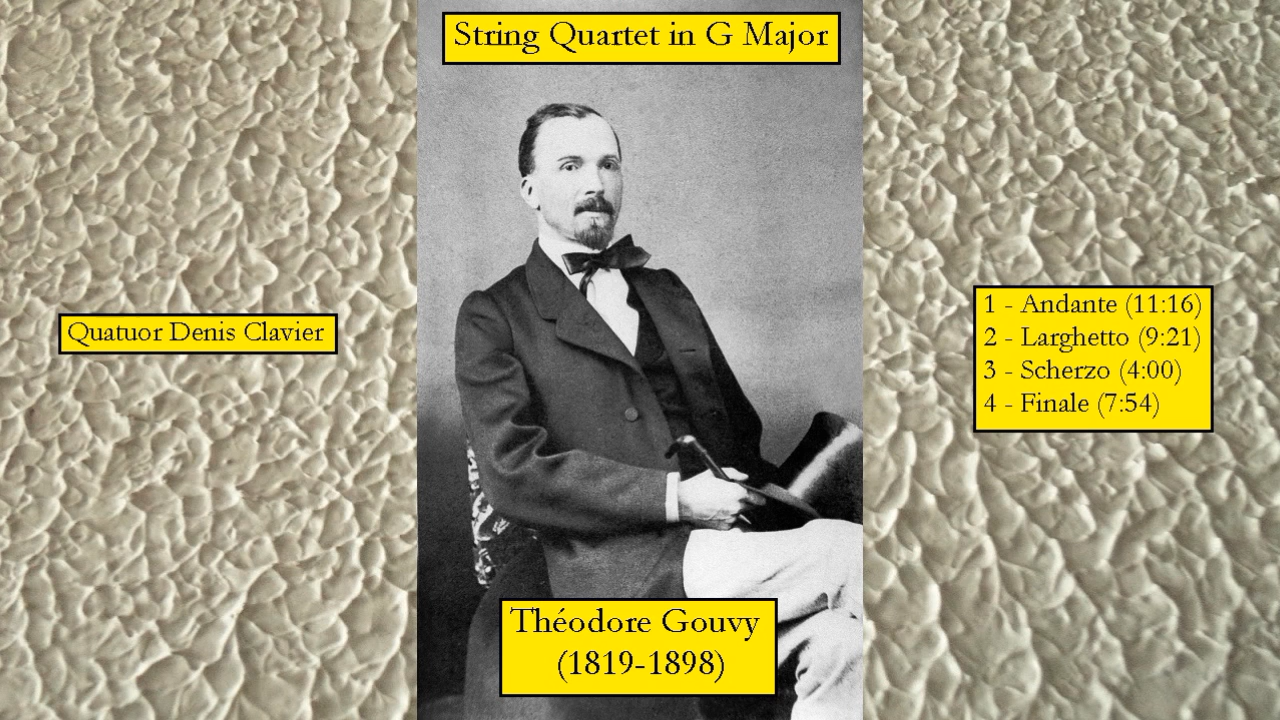 String Quartet in G Major
Quatuor Denis Clavier
1 - Andante (11:16)
2 - Larghetto (9:21)
3 - Scherzo (4:00)
4 - Finale (7:54)
Théodore Gouvy
(1819-1898)